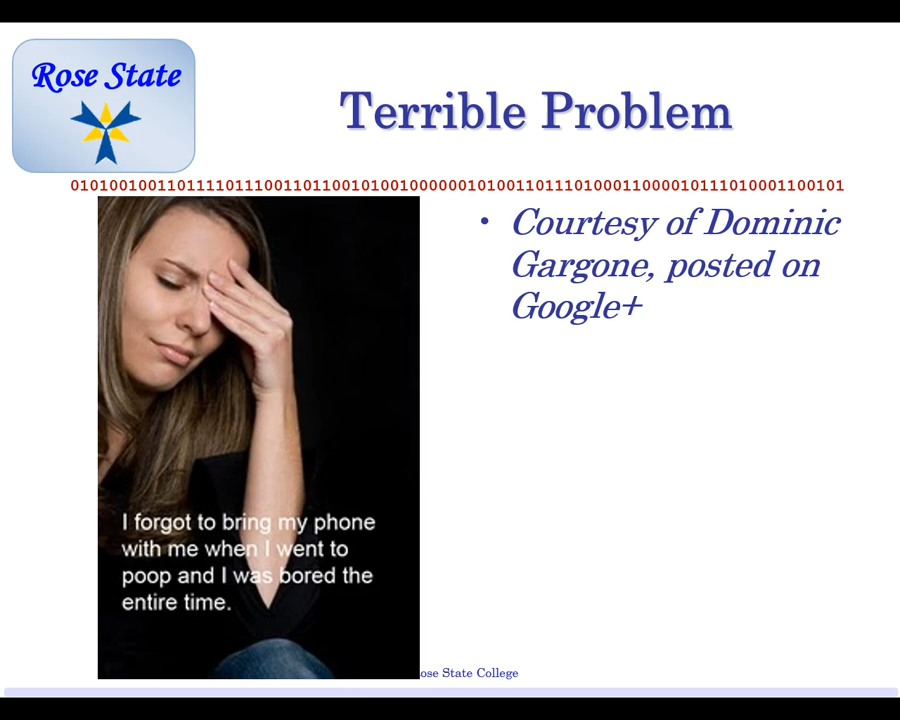 Rose State
Terrible Problem
01010010011011110111001101100101001000000101001101110100011000010111010001100101
• Courtesy of Dominic
Gargone, posted on
Google+
I forgot to bring my phone
with me when I went to
poop and I was bored the
entire time.
ose State College